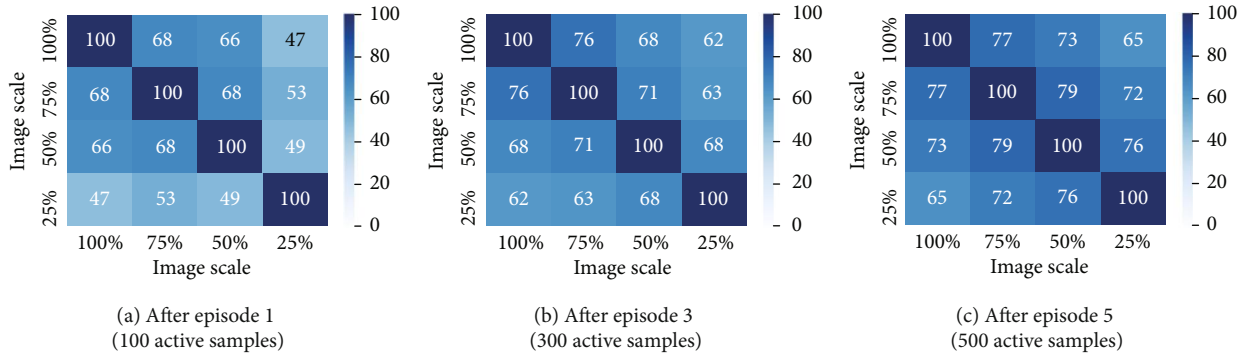 100%
100 68 66 47
75%
68 100 68 53
50%
66 68 100 49
25%
47 53 49 100
100% 75% 50% 25%
Image scale
Image scale
100
80
60
40
20
0
(a) After episode 1
(100 active samples)
100%
100 76 68 62
75%
76 100 71 63
50%
68 71 100 68
25%
62 63 68 100
100% 75% 50% 25%
Image scale
Image scale
100
80
60
40
20
0
(b) After episode 3
(300 active samples)
100%
100 77 73 65
75%
77 100 79 72
50%
73 79 100 76
25%
65 72 76 100
100% 75% 50% 25%
Image scale
Image scale
100
80
60
40
20
0
(c) After episode 5
(500 active samples)